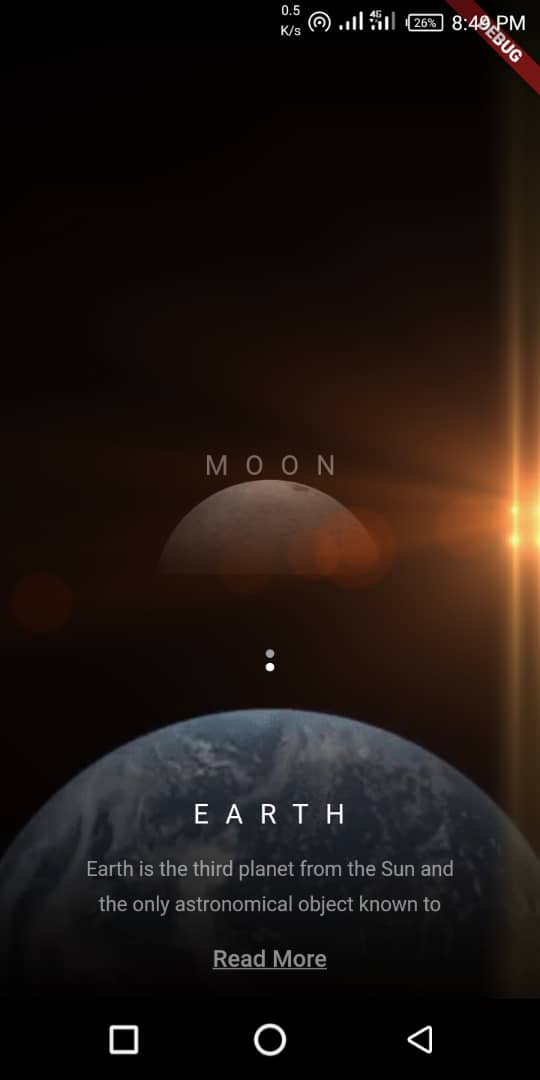 0.5
K/s
4G
26%
8:49 PM
DEBUG
MOON
EARTH
Earth is the third planet from the Sun and
the only astronomical object known to
Read More